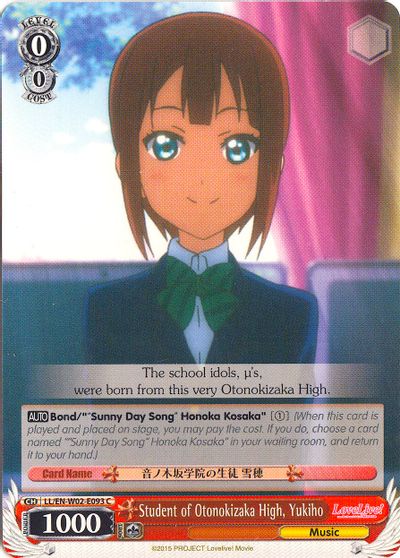 LEVEL
0
0
COST
The school idols, μ's,
were born from this very Otonokizaka High.
AUTO Bond/"“Sunny Day Song” Honoka Kosaka" [①] (When this card is
played and placed on stage, you may pay the cost. If you do, choose a card
named "“Sunny Day Song” Honoka Kosaka" in your waiting room, and
return it to your hand.)
Card Name 音ノ木坂学院の生徒 雪穂
CH LL/EN-W02-E093 C
1000
Student of Otonokizaka High, Yukiho
LoveLive!
Music
©2015 PROJECT Lovelive! Movie